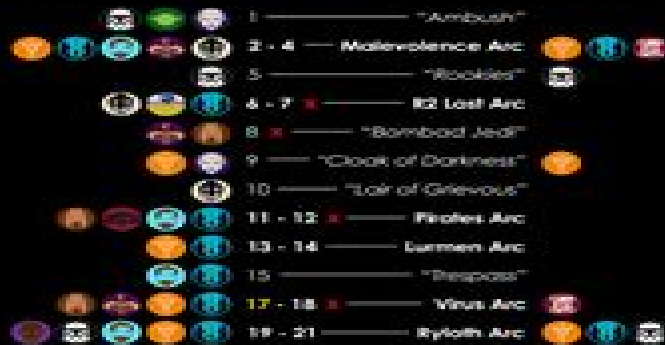 1 "Ambush"
2 - 4 Malevolence Arc
5 "Rookies"
6 - 7 x R2 Lost Arc
8 x "Bombad Jedi"
9 "Cloak of Darkness"
10 "Lair of Grievous"
11 - 12 x Pirates Arc
13 - 14 Lurmen Arc
15 "Trespass"
17 - 18 x Virus Arc
19 - 21 Ryloth Arc